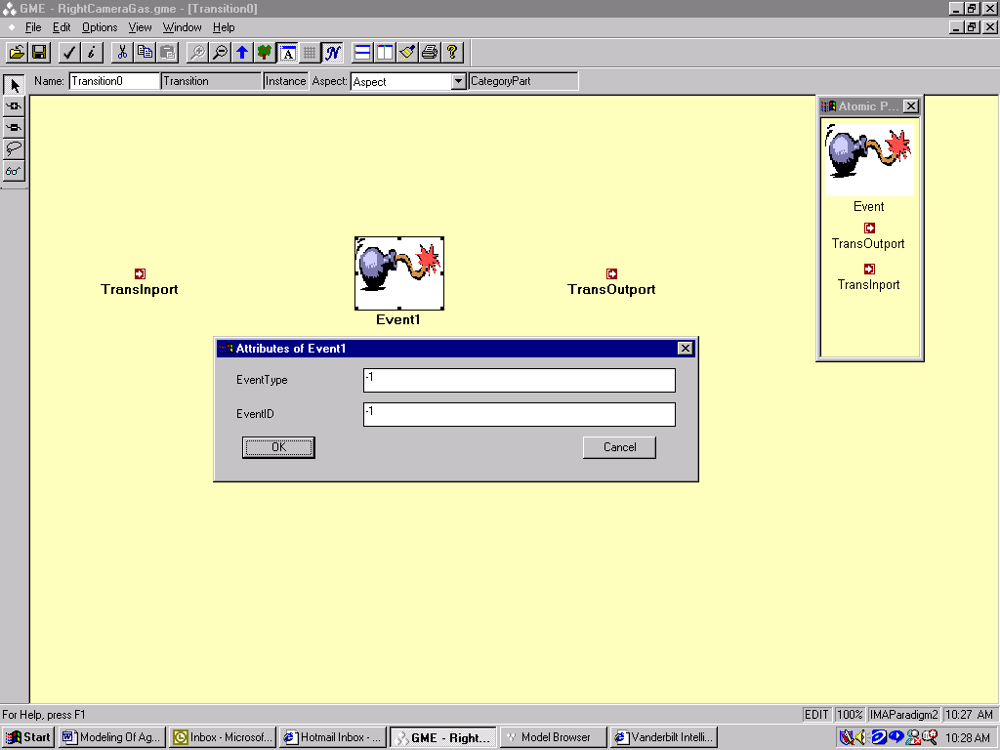 GME - RightCameraGas.gme - [Transition0]
File Edit Options View Window Help
Name: Transition0 Transition Instance Aspect: Aspect CategoryPart
Atomic P...
Event
TransOutport
TransInport
TransInport
Event1
TransOutport
Attributes of Event1
EventType -1
EventID -1
OK Cancel
For Help, press F1 EDIT 100% IMAParadigm2 10:27 AM
Start Modeling Of Ag... Inbox - Microsof... Hotmail Inbox - ... GME - Right... Model Browser Vanderbilt Intelli... 10:28 AM